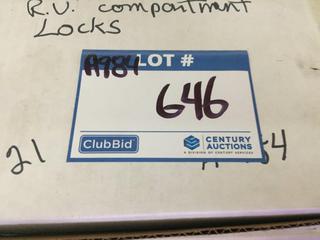 R.V. compartment
Locks
A984 LOT #
646
ClubBid
CENTURY
AUCTIONS
A DIVISION OF CENTURY SERVICES
21